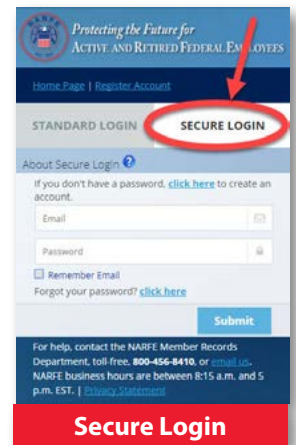 Protecting the Future for
ACTIVE AND RETIRED FEDERAL EMPLOYEES
Home Page | Register Account
STANDARD LOGIN
SECURE LOGIN
About Secure Login ?
If you don't have a password, click here to create an
account.
Email
Password
Remember Email
Forgot your password? click here
Submit
For help, contact the NARFE Member Records
Department, toll-free, 800-456-8410, or email us.
NARFE business hours are between 8:15 a.m. and 5
p.m. EST. | Privacy Statement
Secure Login